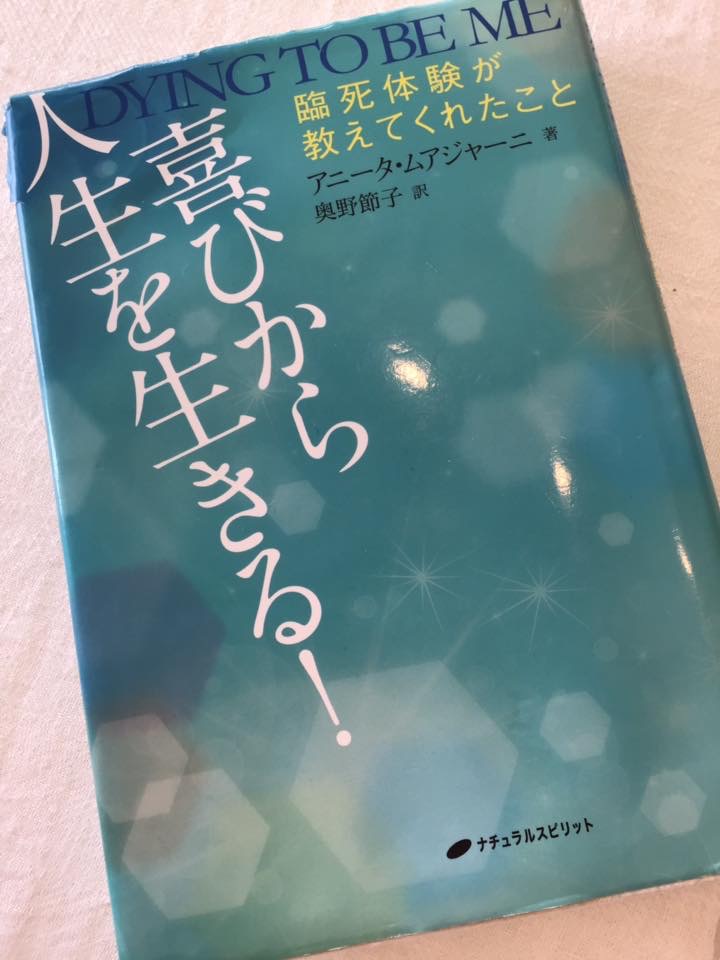 DYING TO BE ME
臨死体験が
教えてくれたこと
アニータ・ムアジャーニ 著
奥野節子 訳
喜びから
人生を生きる!
ナチュラルスピリット